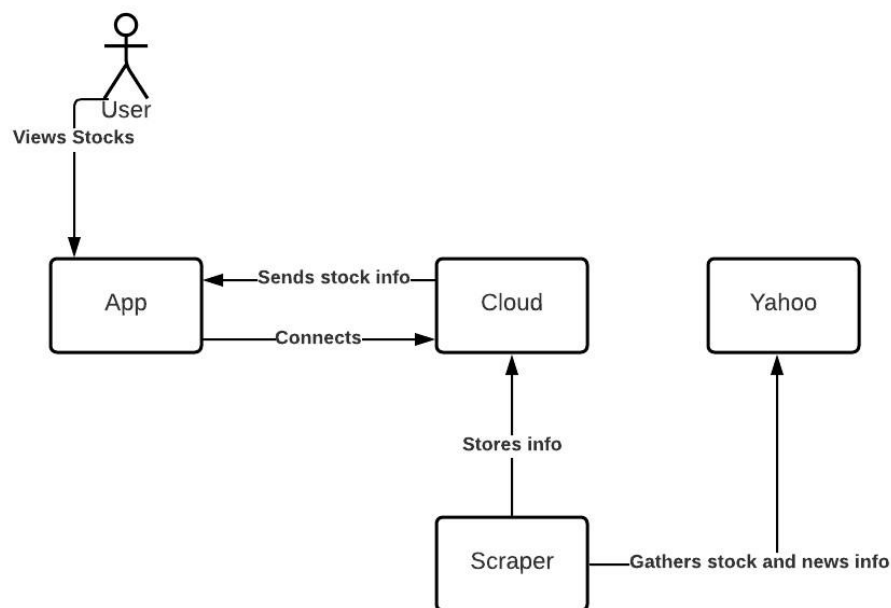 User
Views Stocks
Sends stock info
App
Cloud
Yahoo
Connects
Stores info
Scraper
Gathers stock and news info